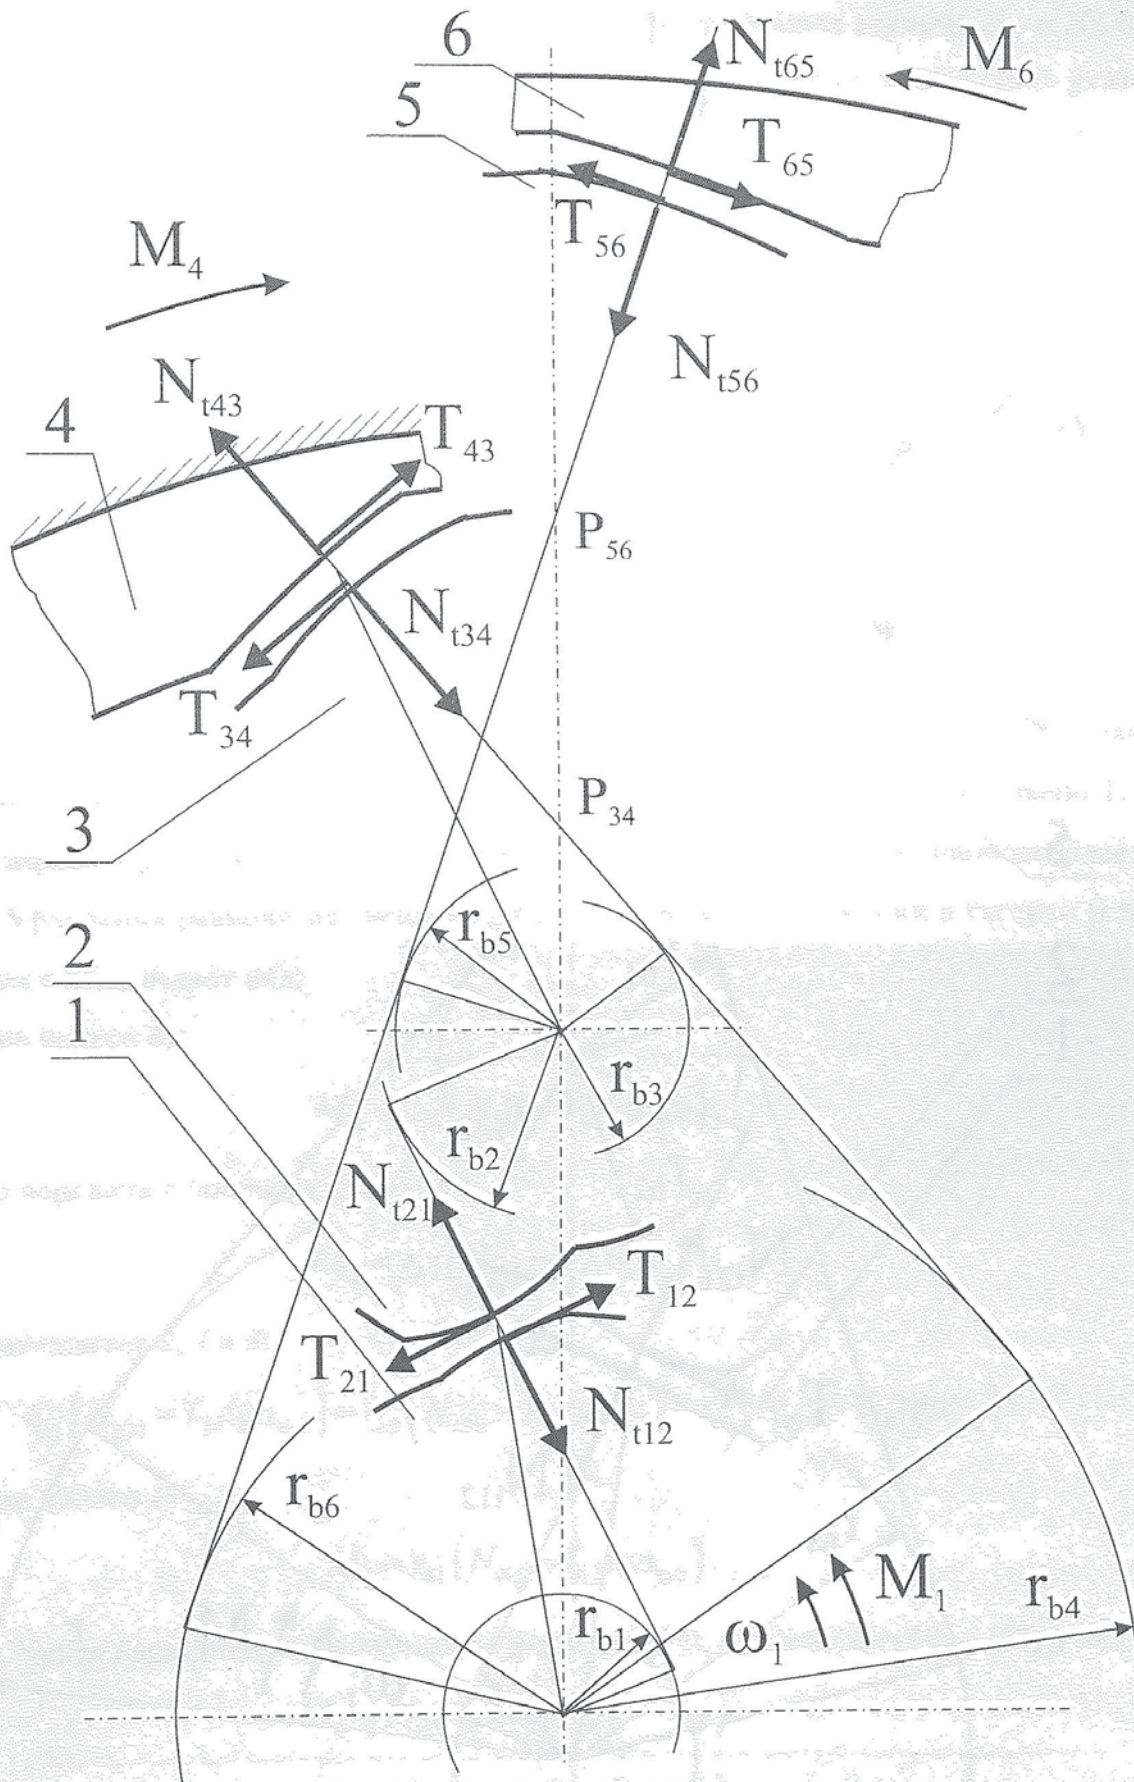 6
N_t65
M_6
5
T_65
T_56
M_4
N_t56
N_t43
4
T_43
P_56
N_t34
T_34
3
P_34
2
r_b5
1
r_b3
r_b2
N_t21
T_12
T_21
N_t12
r_b6
M_1
r_b1
ω_1
r_b4